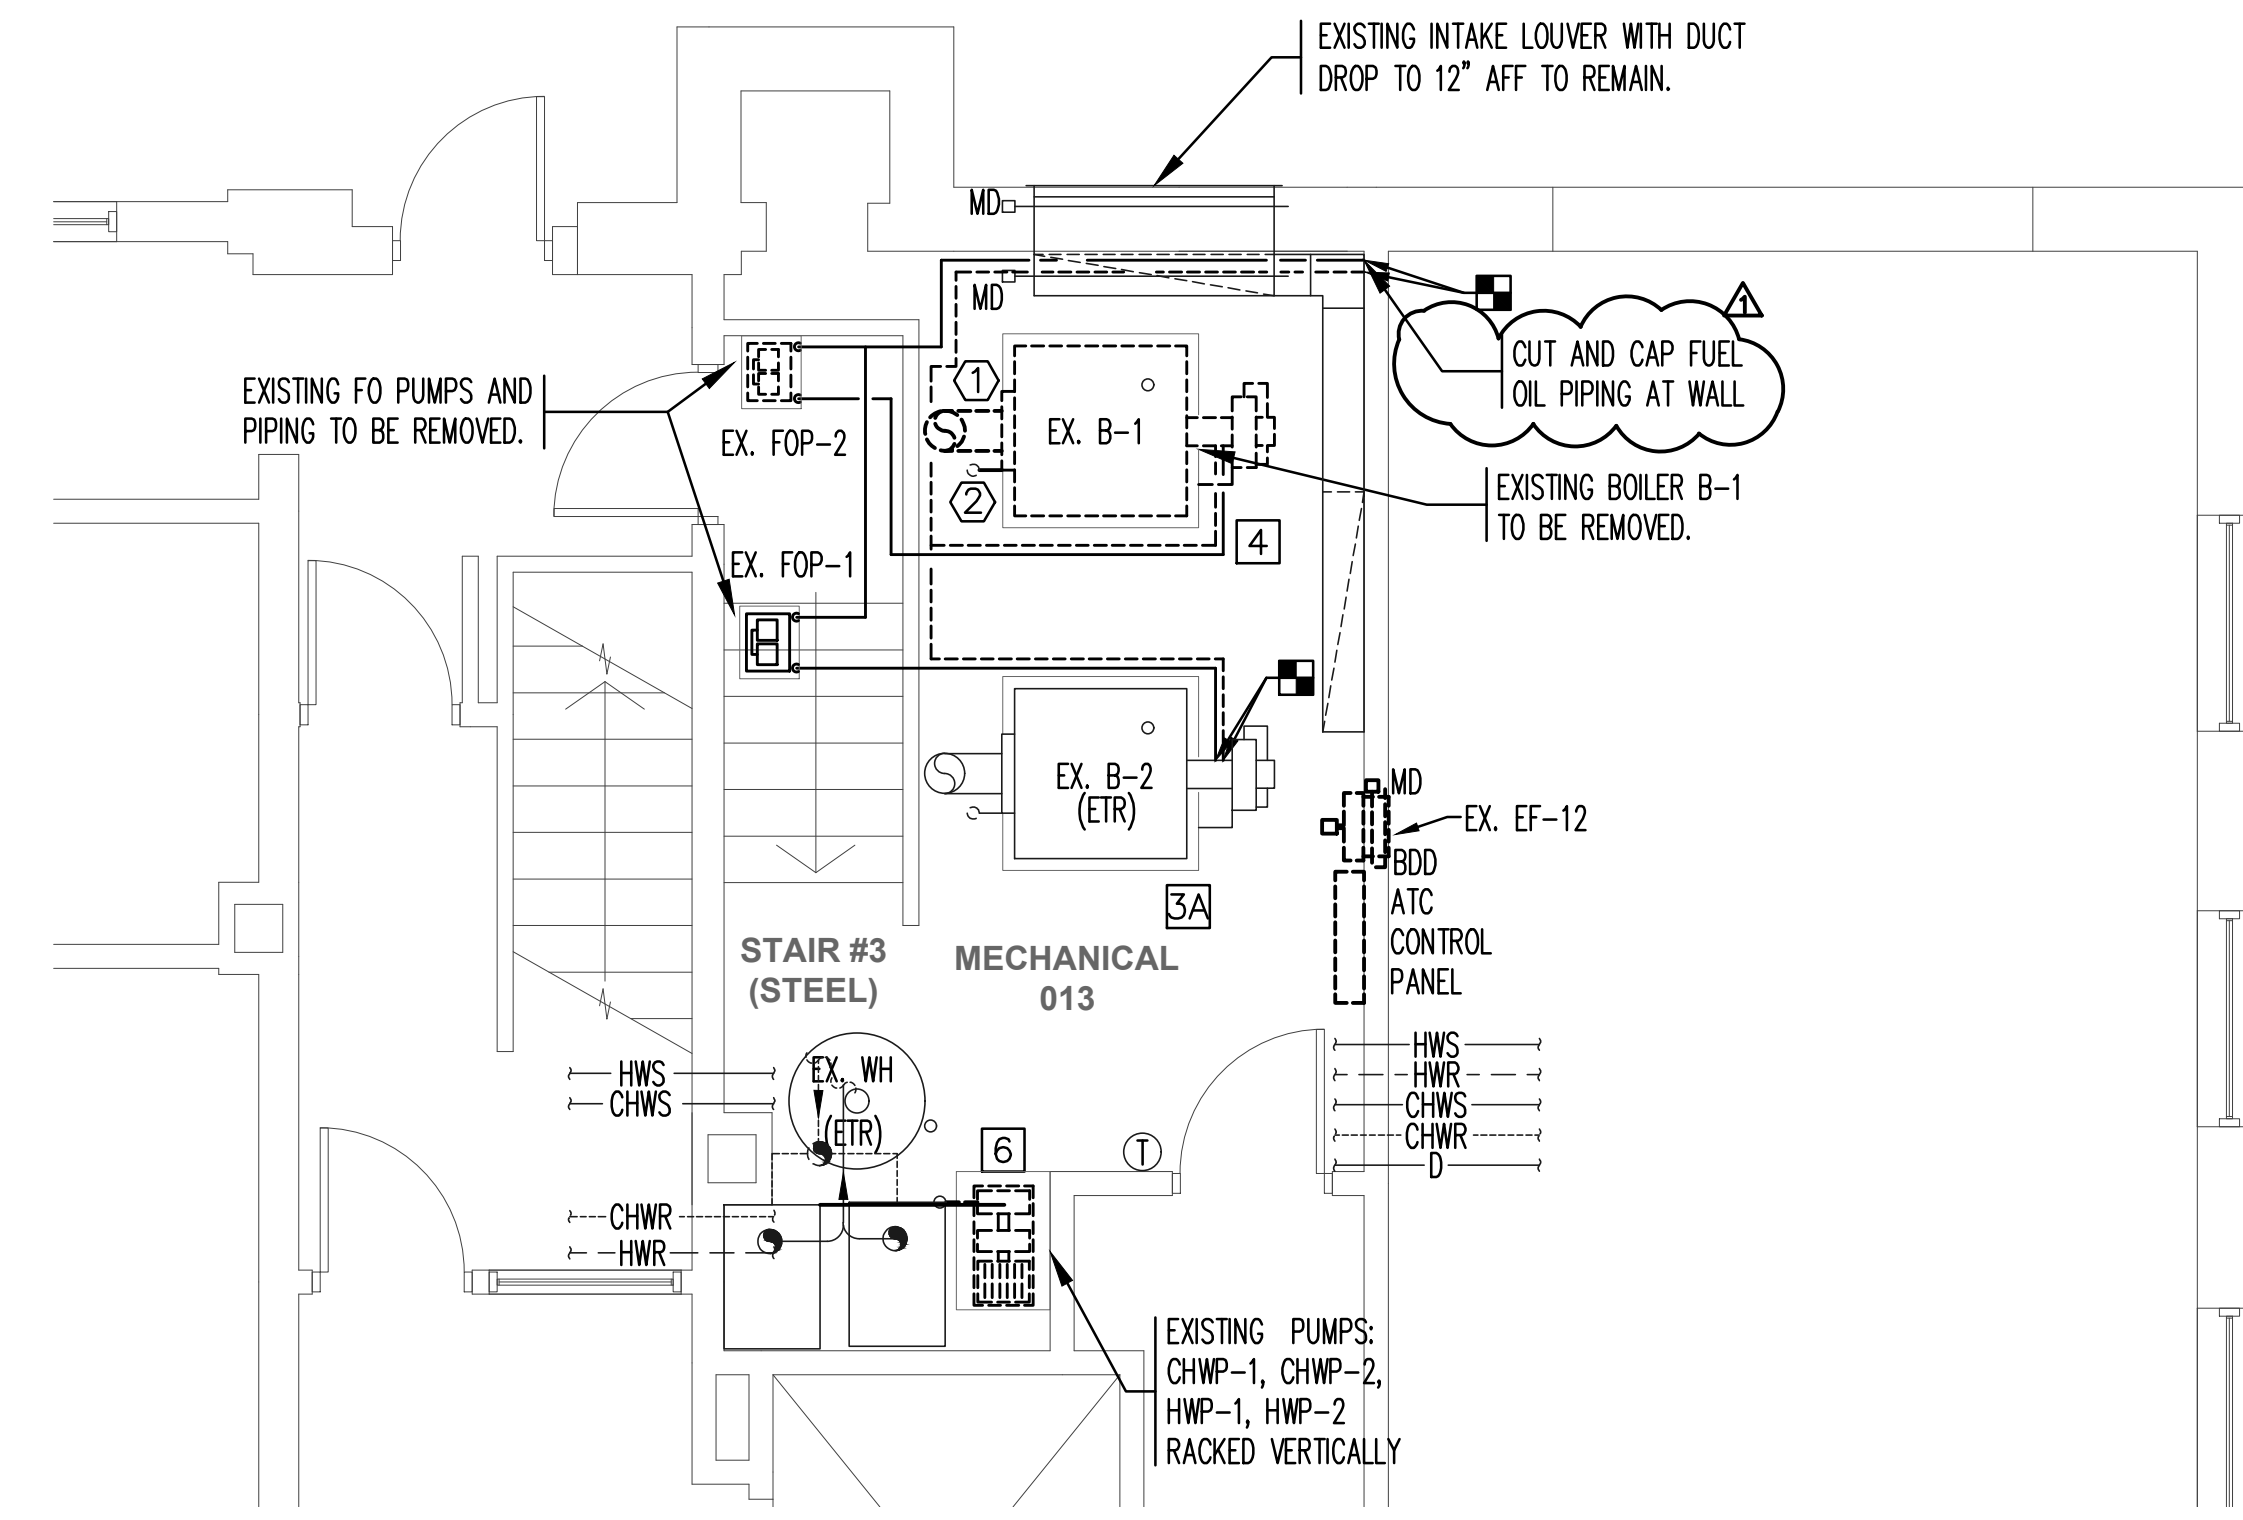 EXISTING INTAKE LOUVER WITH DUCT
DROP TO 12" AFF TO REMAIN.
MD
MD
1
CUT AND CAP FUEL
OIL PIPING AT WALL
EXISTING FO PUMPS AND
PIPING TO BE REMOVED.
EX. FOP-2
1
EX. B-1
2
EXISTING BOILER B-1
TO BE REMOVED.
4
EX. FOP-1
EX. B-2
(ETR)
MD
EX. EF-12
BDD
ATC
CONTROL
PANEL
3A
STAIR #3
(STEEL)
MECHANICAL
013
HWS
CHWS
EX. WH
(ETR)
HWS
HWR
CHWS
CHWR
D
6
T
CHWR
HWR
EXISTING PUMPS:
CHWP-1, CHWP-2,
HWP-1, HWP-2
RACKED VERTICALLY